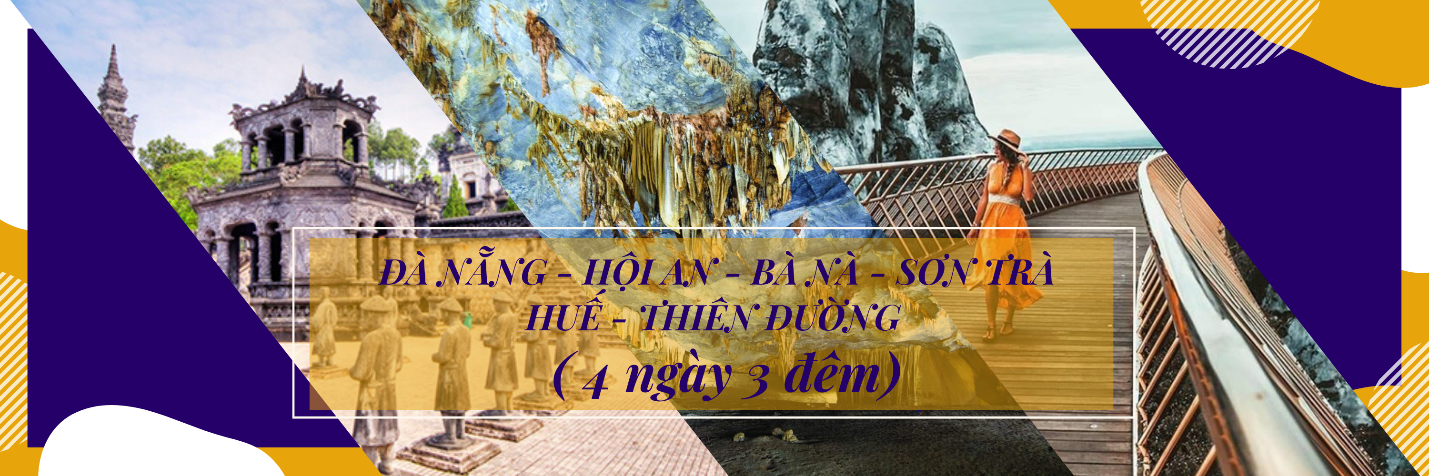 ĐÀ NẴNG - HỘI AN - BÀ NÀ - SƠN TRÀ
HUẾ - THIÊN ĐƯỜNG
( 4 ngày 3 đêm)